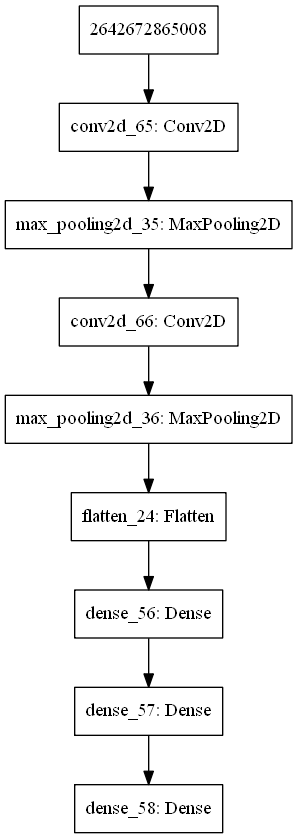 2642672865008
conv2d_65: Conv2D
max_pooling2d_35: MaxPooling2D
conv2d_66: Conv2D
max_pooling2d_36: MaxPooling2D
flatten_24: Flatten
dense_56: Dense
dense_57: Dense
dense_58: Dense